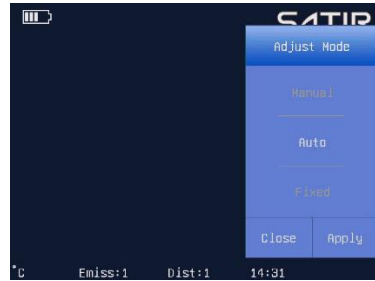 SATIR
Adjust Mode
Manual
Auto
Fixed
Close Apply
°C Emiss:1 Dist:1 14:31